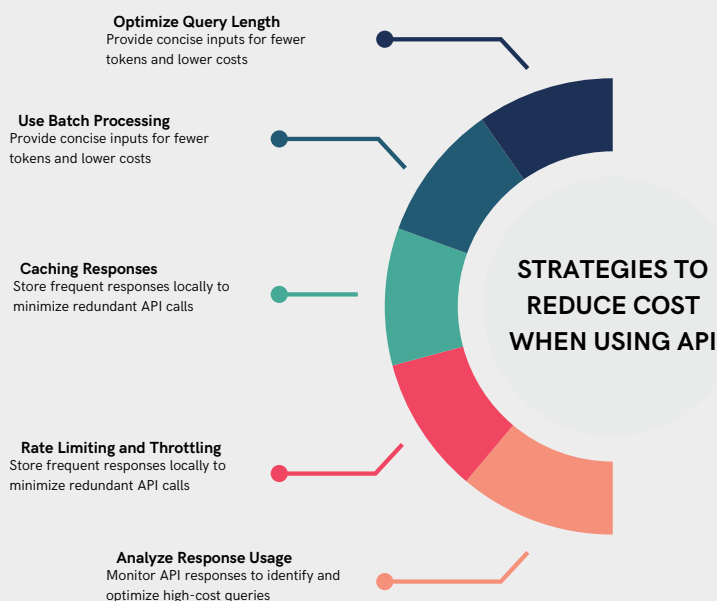 Optimize Query Length
Provide concise inputs for fewer
tokens and lower costs
Use Batch Processing
Provide concise inputs for fewer
tokens and lower costs
Caching Responses
Store frequent responses locally to
minimize redundant API calls
Rate Limiting and Throttling
Store frequent responses locally to
minimize redundant API calls
Analyze Response Usage
Monitor API responses to identify and
optimize high-cost queries
STRATEGIES TO
REDUCE COST
WHEN USING API